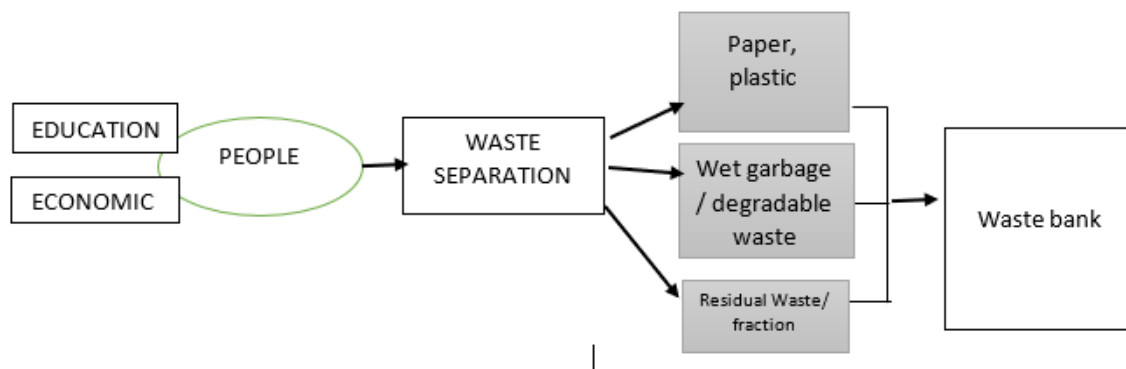 EDUCATION
ECONOMIC
PEOPLE
WASTE
SEPARATION
Paper,
plastic
Wet garbage
/ degradable
waste
Residual Waste/
fraction
Waste bank